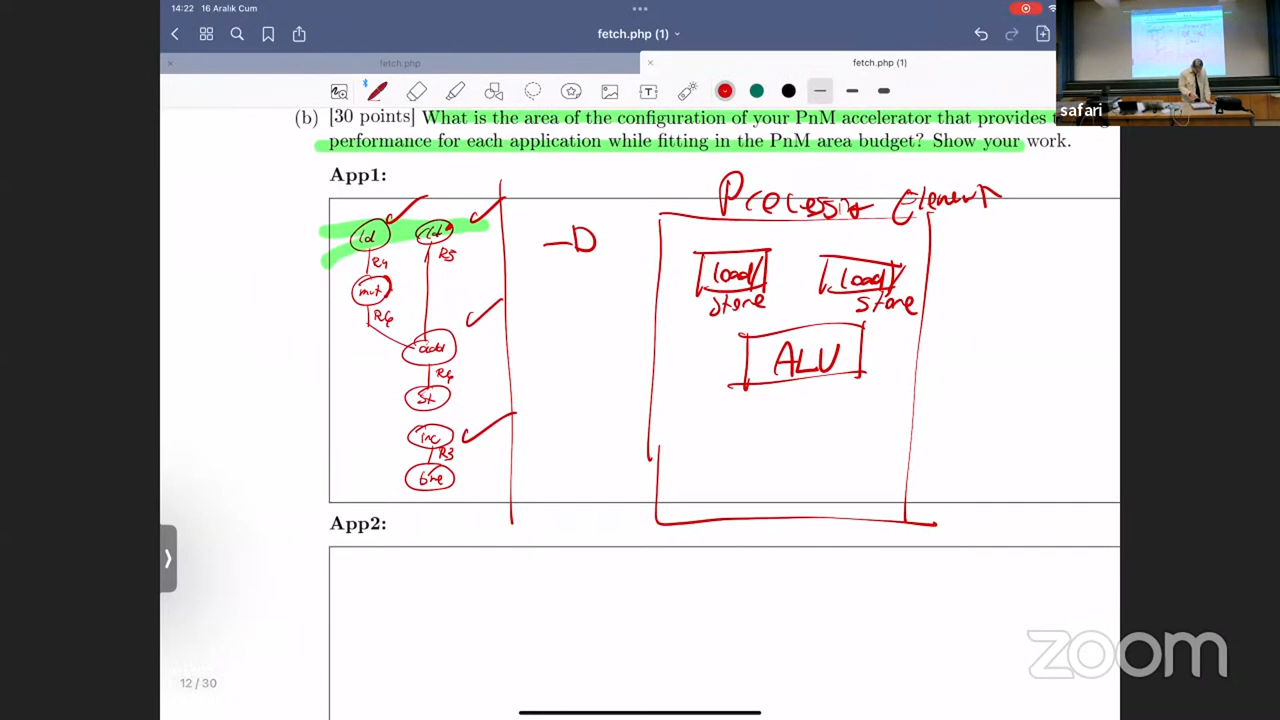 14:22 16 Aralık Cum
fetch.php (1)
fetch.php
fetch.php (1)
safari
(b) [30 points] What is the area of the configuration of your PnM accelerator that provides
performance for each application while fitting in the PnM area budget? Show your work.
App1:
Processing Element
ld
ld
R4
R5
mul
R6
add
R6
st
inc
R3
bne
load/
store
load/
store
ALU
App2:
zoom
12 / 30